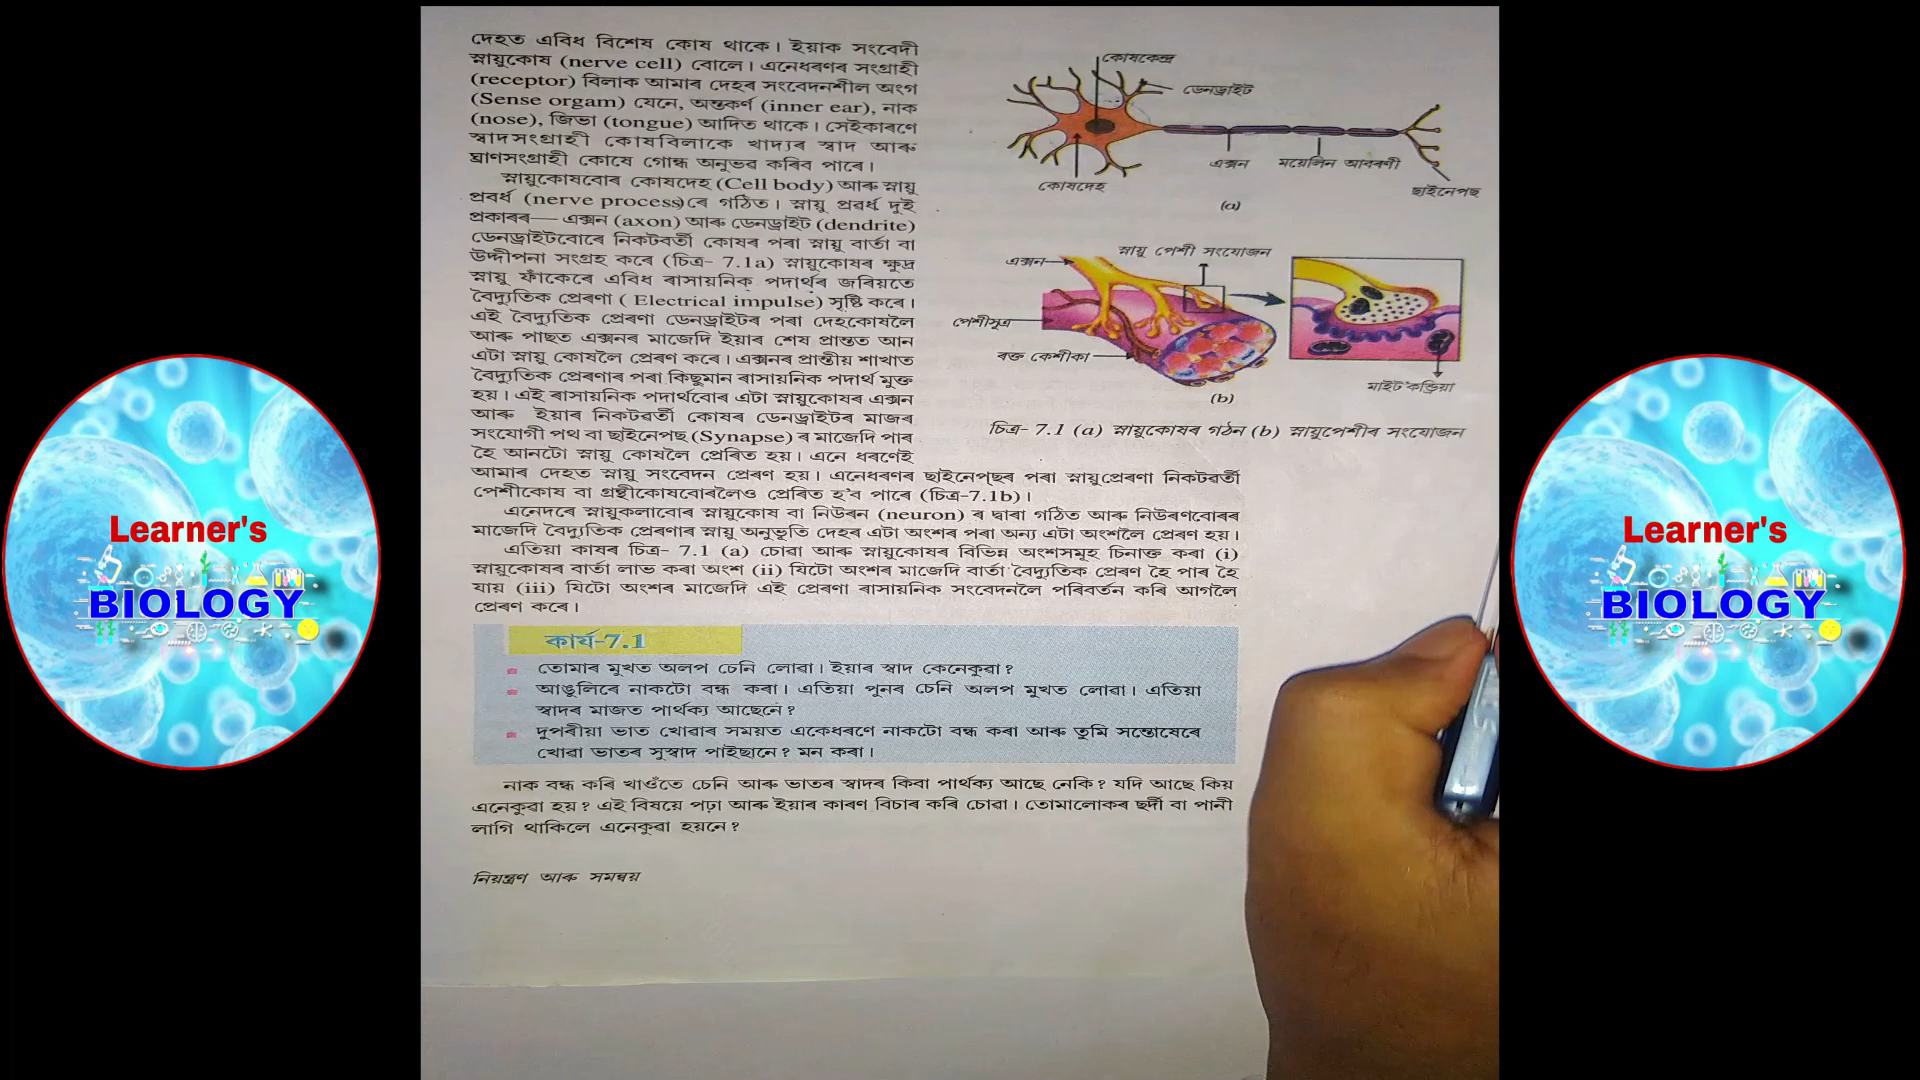 দেহত এবিধ বিশেষ কোষ থাকে। ইয়াক সংবেদী
স্নায়ুকোষ (nerve cell) বোলে। এনেধৰণৰ সংগ্ৰাহী
(receptor) বিলাক আমাৰ দেহৰ সংবেদনশীল অংগ
(Sense orgam) যেনে, অন্তকৰ্ণ (inner ear), নাক
(nose), জিভা (tongue) আদিত থাকে। সেইকাৰণে
স্বাদসংগ্ৰাহী কোষবিলাকে খাদ্যৰ স্বাদ আৰু
ঘ্ৰাণসংগ্ৰাহী কোষে গোন্ধ অনুভৱ কৰিব পাৰে।
স্নায়ুকোষবোৰ কোষদেহ (Cell body) আৰু স্নায়ু
প্ৰবৰ্ধ (nerve process)ৰে গঠিত। স্নায়ু প্ৰৱৰ্ধ দুই
প্ৰকাৰৰ— এক্সন (axon) আৰু ডেনড্ৰাইট (dendrite)
ডেনড্ৰাইটবোৰে নিকটবৰ্তী কোষৰ পৰা স্নায়ু বাৰ্তা বা
উদ্দীপনা সংগ্ৰহ কৰে (চিত্ৰ- 7.1a) স্নায়ুকোষৰ ক্ষুদ্ৰ
স্নায়ু ফাঁকেৰে এবিধ ৰাসায়নিক পদাৰ্থৰ জৰিয়তে
বৈদ্যুতিক প্ৰেৰণা ( Electrical impulse) সৃষ্টি কৰে।
এই বৈদ্যুতিক প্ৰেৰণা ডেনড্ৰাইটৰ পৰা দেহকোষলৈ
আৰু পাছত এক্সনৰ মাজেদি ইয়াৰ শেষ প্ৰান্তত আন
এটা স্নায়ু কোষলৈ প্ৰেৰণ কৰে। এক্সনৰ প্ৰান্তীয় শাখাত
বৈদ্যুতিক প্ৰেৰণাৰ পৰা কিছুমান ৰাসায়নিক পদাৰ্থ মুক্ত
হয়। এই ৰাসায়নিক পদাৰ্থবোৰ এটা স্নায়ুকোষৰ এক্সন
আৰু ইয়াৰ নিকটৱৰ্তী কোষৰ ডেনড্ৰাইটৰ মাজৰ
সংযোগী পথ বা ছাইনেপছ (Synapse) ৰ মাজেদি পাৰ
হৈ আনটো স্নায়ু কোষলৈ প্ৰেৰিত হয়। এনে ধৰণেই
আমাৰ দেহত স্নায়ু সংবেদন প্ৰেৰণ হয়। এনেধৰণৰ ছাইনেপছৰ পৰা স্নায়ুপ্ৰেৰণা নিকটৱৰ্তী
পেশীকোষ বা গ্ৰন্থীকোষবোৰলৈও প্ৰেৰিত হ'ব পাৰে (চিত্ৰ-7.1b)।
এনেদৰে স্নায়ুকলাবোৰ স্নায়ুকোষ বা নিউৰন (neuron) ৰ দ্বাৰা গঠিত আৰু নিউৰণবোৰৰ
মাজেদি বৈদ্যুতিক প্ৰেৰণাৰ স্নায়ু অনুভূতি দেহৰ এটা অংশৰ পৰা অন্য এটা অংশলৈ প্ৰেৰণ হয়।
এতিয়া কাষৰ চিত্ৰ- 7.1 (a) চোৱা আৰু স্নায়ুকোষৰ বিভিন্ন অংশসমূহ চিনাক্ত কৰা (i)
স্নায়ুকোষৰ বাৰ্তা লাভ কৰা অংশ (ii) যিটো অংশৰ মাজেদি বাৰ্তা বৈদ্যুতিক প্ৰেৰণ হৈ পাৰ হৈ
যায় (iii) যিটো অংশৰ মাজেদি এই প্ৰেৰণা ৰাসায়নিক সংবেদনলৈ পৰিবৰ্তন কৰি আগলৈ
প্ৰেৰণ কৰে।
কোষকেন্দ্ৰ
ডেনড্ৰাইট
এক্সন
ময়েলিন আবৰণী
কোষদেহ
ছাইনেপছ
(a)
স্নায়ু পেশী সংযোজন
এক্সন
পেশীসূত্ৰ
ৰক্ত কেশীকা
মাইট'কণ্ড্ৰিয়া
(b)
চিত্ৰ- 7.1 (a) স্নায়ুকোষৰ গঠন (b) স্নায়ুপেশীৰ সংযোজন
কাৰ্য-7.1
তোমাৰ মুখত অলপ চেনি লোৱা। ইয়াৰ স্বাদ কেনেকুৱা?
আঙুলিৰে নাকটো বন্ধ কৰা। এতিয়া পুনৰ চেনি অলপ মুখত লোৱা। এতিয়া
স্বাদৰ মাজত পাৰ্থক্য আছেনে?
দুপৰীয়া ভাত খোৱাৰ সময়ত একেধৰণে নাকটো বন্ধ কৰা আৰু তুমি সন্তোষেৰে
খোৱা ভাতৰ সুস্বাদ পাইছানে? মন কৰা।
নাক বন্ধ কৰি খাওঁতে চেনি আৰু ভাতৰ স্বাদৰ কিবা পাৰ্থক্য আছে নেকি? যদি আছে কিয়
এনেকুৱা হয়? এই বিষয়ে পঢ়া আৰু ইয়াৰ কাৰণ বিচাৰ কৰি চোৱা। তোমালোকৰ ছৰ্দী বা পানী
লাগি থাকিলে এনেকুৱা হয়নে?
নিয়ন্ত্ৰণ আৰু সমন্বয়
Learner's
BIOLOGY
Learner's
BIOLOGY